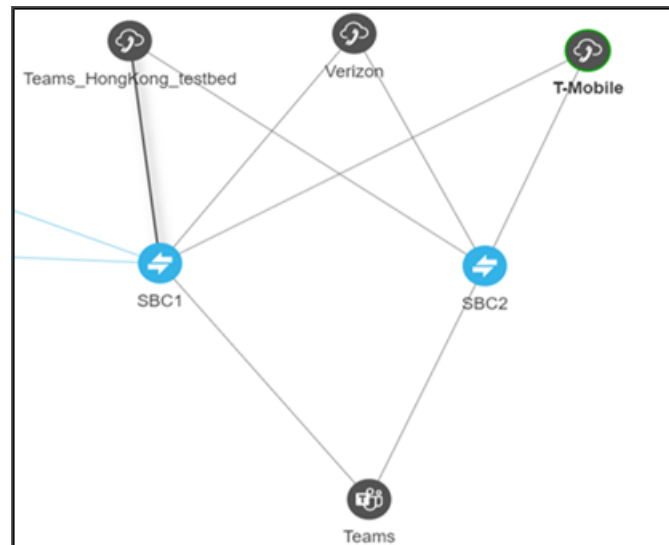 Teams_HongKong_testbed
Verizon
T-Mobile
SBC1
SBC2
T
Teams